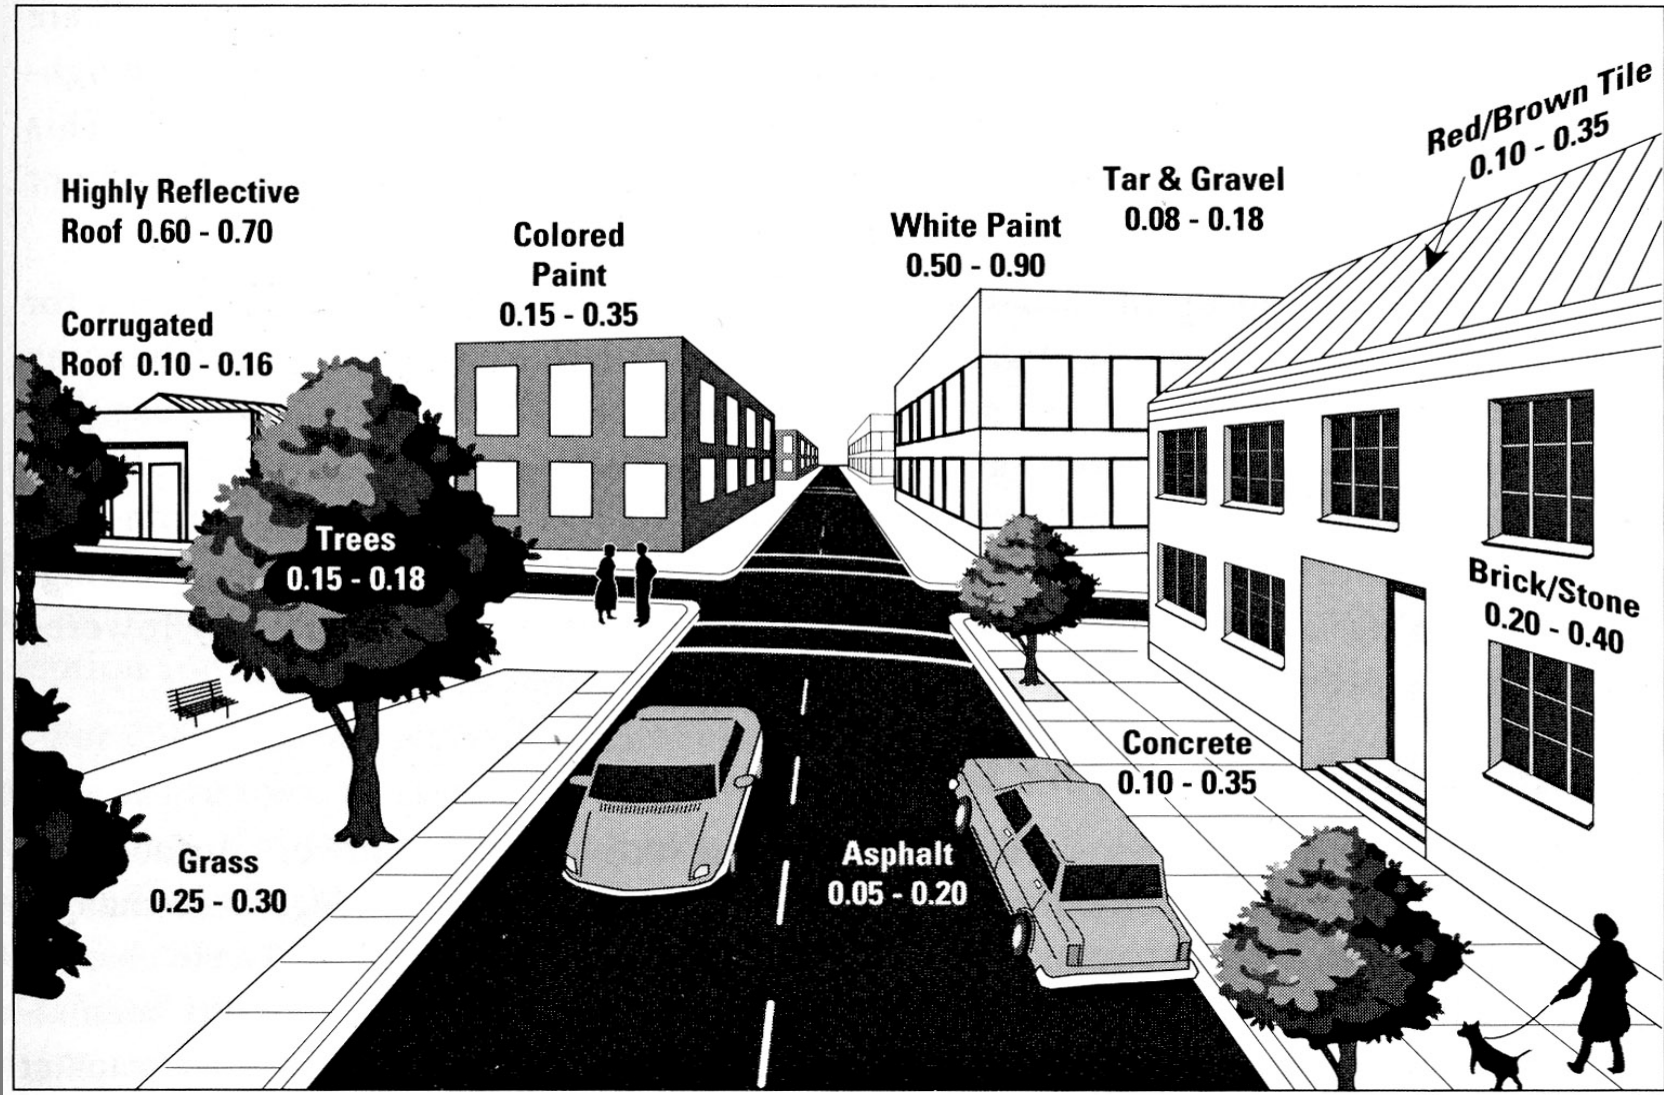 Red/Brown Tile
0.10 - 0.35
Highly Reflective
Roof 0.60 - 0.70
Tar & Gravel
0.08 - 0.18
Colored
Paint
0.15 - 0.35
White Paint
0.50 - 0.90
Corrugated
Roof 0.10 - 0.16
Trees
0.15 - 0.18
Brick/Stone
0.20 - 0.40
Concrete
0.10 - 0.35
Grass
0.25 - 0.30
Asphalt
0.05 - 0.20